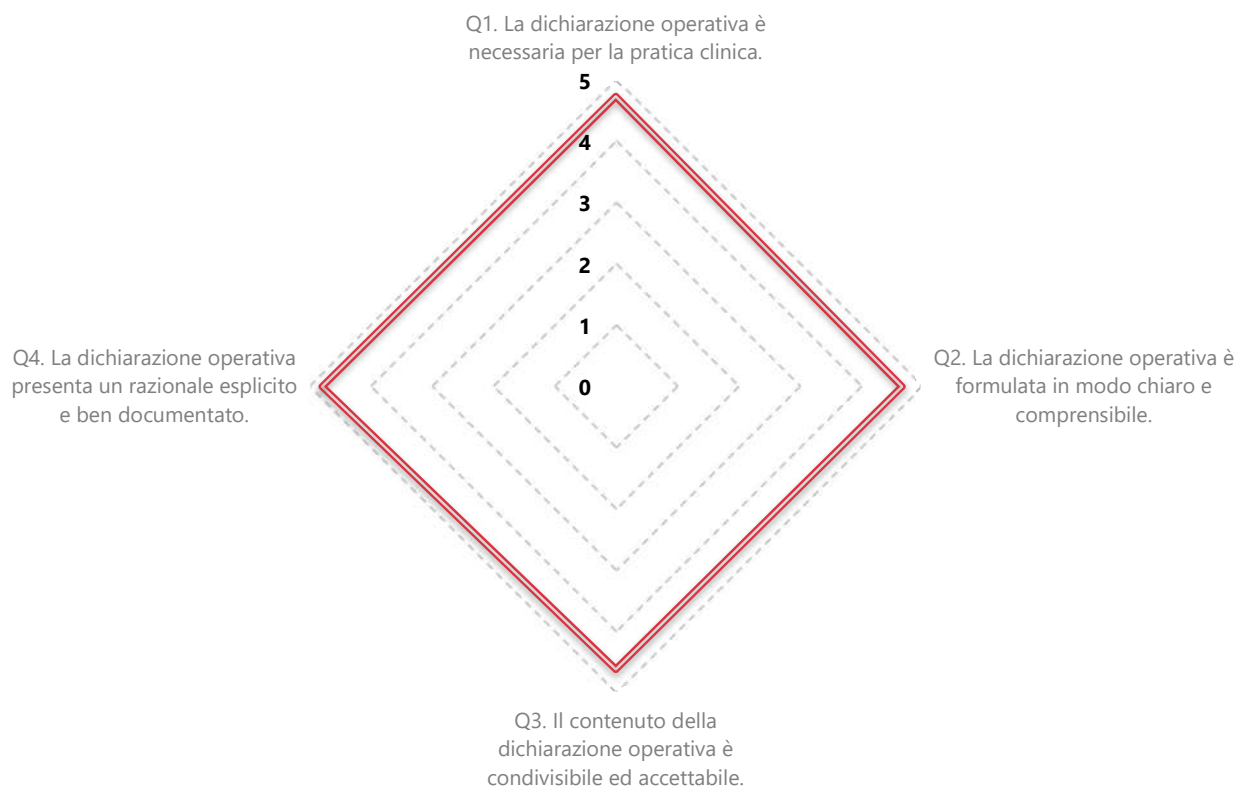 Q1. La dichiarazione operativa è
necessaria per la pratica clinica.
5
4
3
2
1
0
Q4. La dichiarazione operativa
presenta un razionale esplicito
e ben documentato.
Q2. La dichiarazione operativa è
formulata in modo chiaro e
comprensibile.
Q3. Il contenuto della
dichiarazione operativa è
condivisibile ed accettabile.